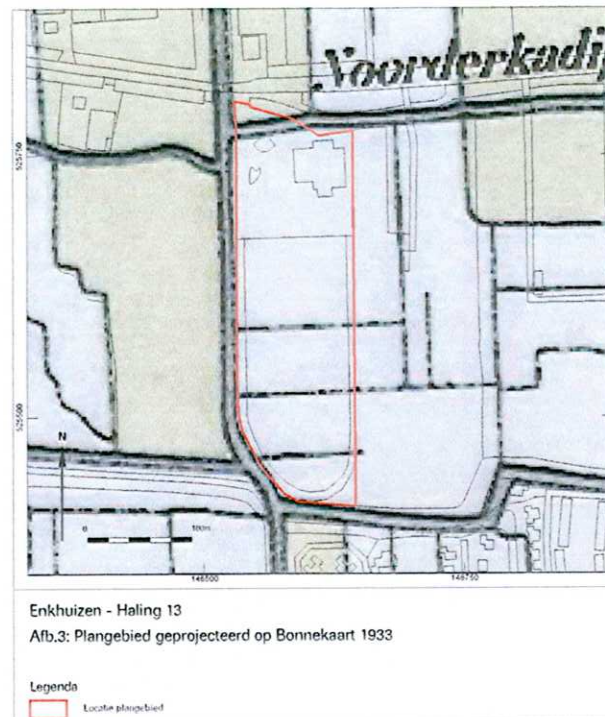 Noorderkadij
525750
525500
N
0 100m
146500 146750
Enkhuizen - Haling 13
Afb.3: Plangebied geprojecteerd op Bonnekaart 1933
Legenda
Locatie plangebied